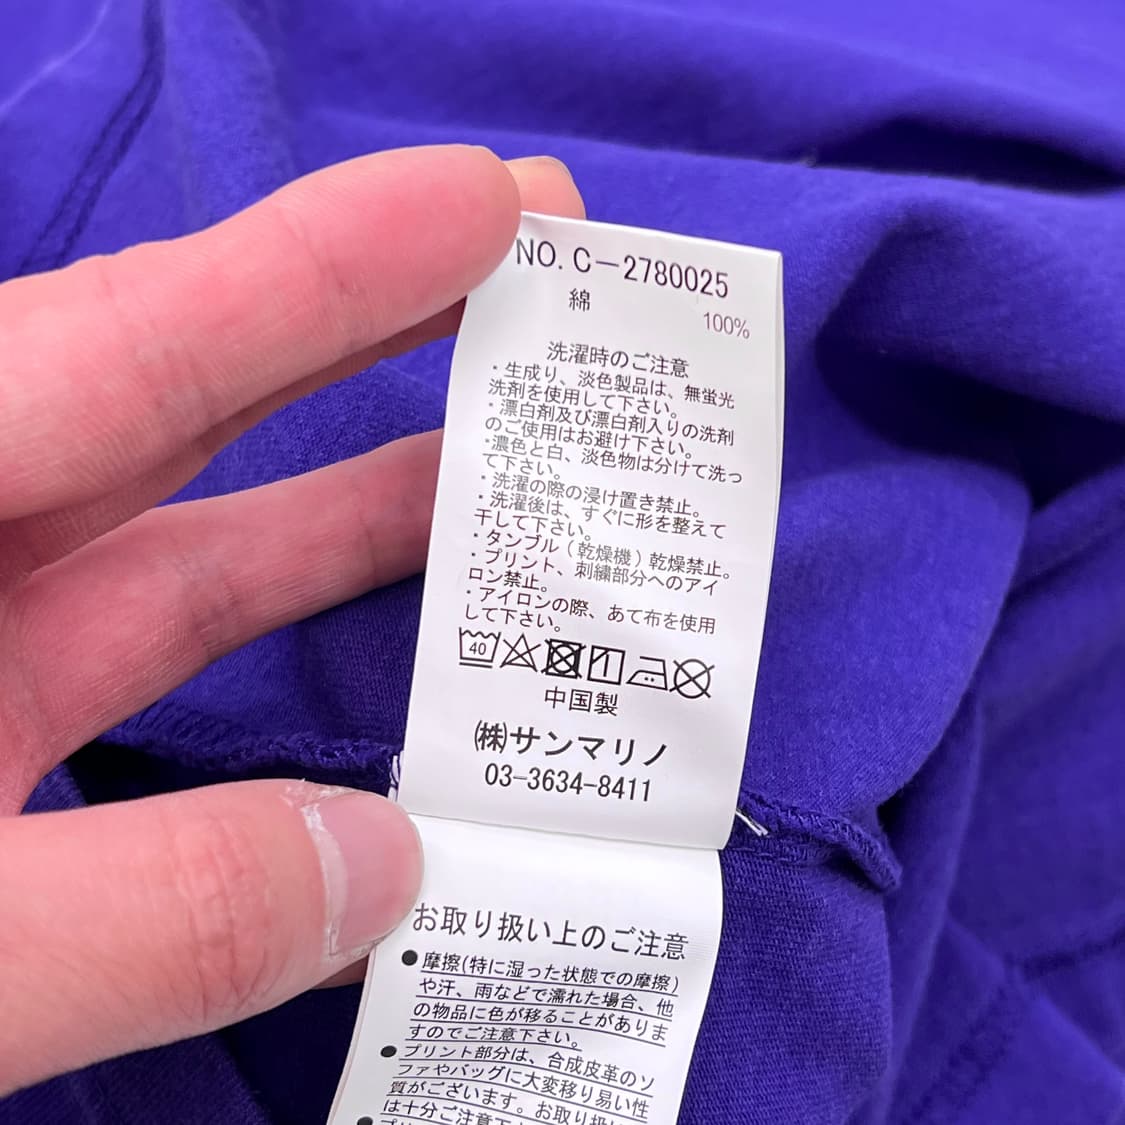 NO. C－2780025
綿
100%
洗濯時のご注意
・生成り、淡色製品は、無蛍光
洗剤を使用して下さい。
・漂白剤及び漂白剤入りの洗剤
のご使用はお避け下さい。
・濃色と白、淡色物は分けて洗っ
て下さい。
・洗濯の際の浸け置き禁止。
・洗濯後は、すぐに形を整えて
干して下さい。
・タンブル（乾燥機）乾燥禁止。
・プリント、刺繍部分へのアイ
ロン禁止。
・アイロンの際、あて布を使用
して下さい。
40
中国製
㈱サンマリノ
03-3634-8411
お取り扱い上のご注意
●摩擦(特に湿った状態での摩擦)
や汗、雨などで濡れた場合、他
の物品に色が移ることがありま
すのでご注意下さい。
●プリント部分は、合成皮革のソ
ファやバッグに大変移り易い性
質がございます。お取り扱い
は十分ご注意下